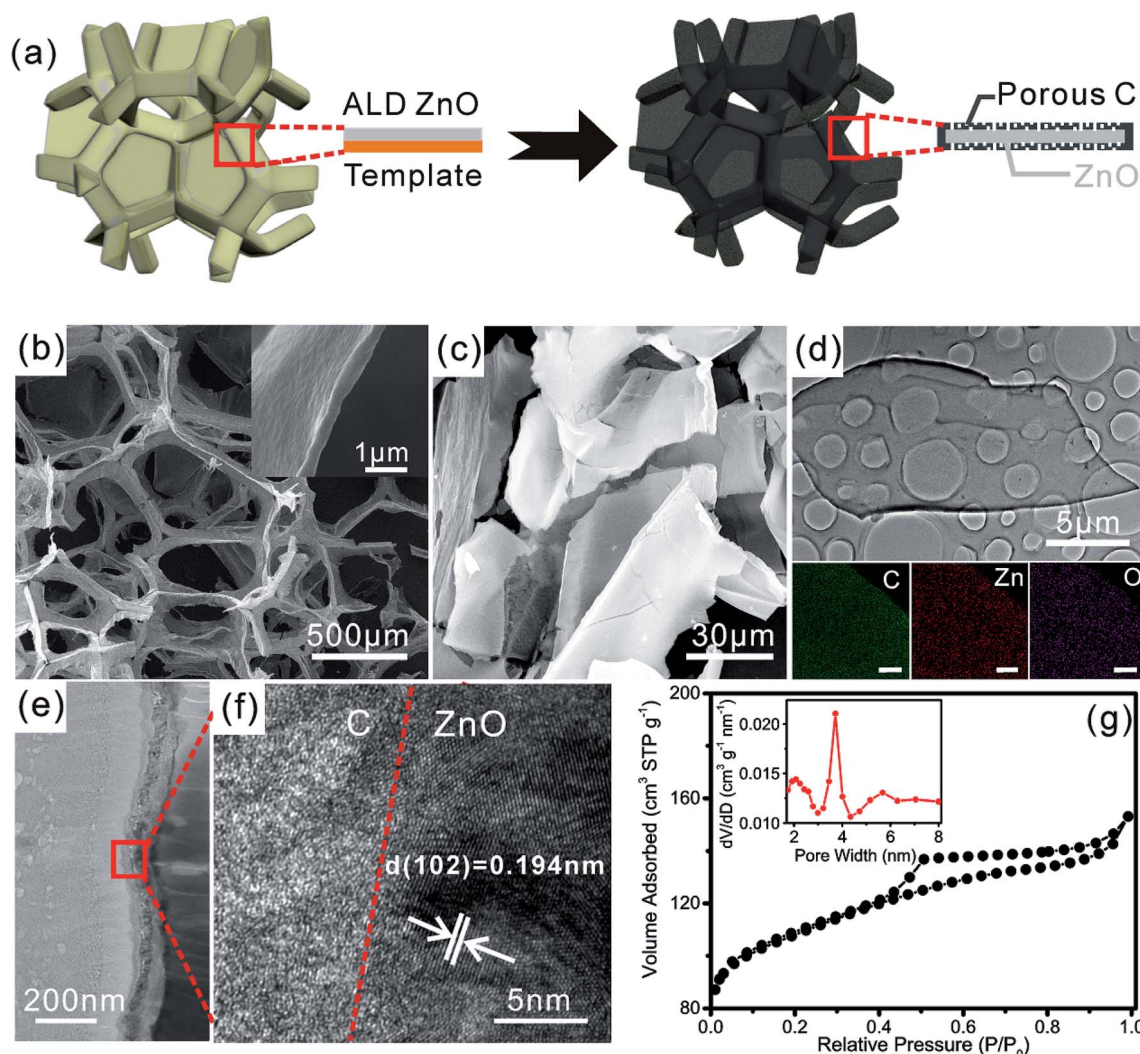 (a)
ALD ZnO
Template
Porous C
ZnO
(b)
1μm
500μm
(c)
30μm
(d)
5μm
C
Zn
O
(e)
200nm
(f)
C
ZnO
d(102)=0.194nm
5nm
(g)
Volume Adsorbed (cm³ STP g⁻¹)
200
160
120
80
0.0 0.2 0.4 0.6 0.8 1.0
Relative Pressure (P/P₀)
dV/dD (cm³ g⁻¹ nm⁻¹)
0.020
0.015
0.010
2 4 6 8
Pore Width (nm)